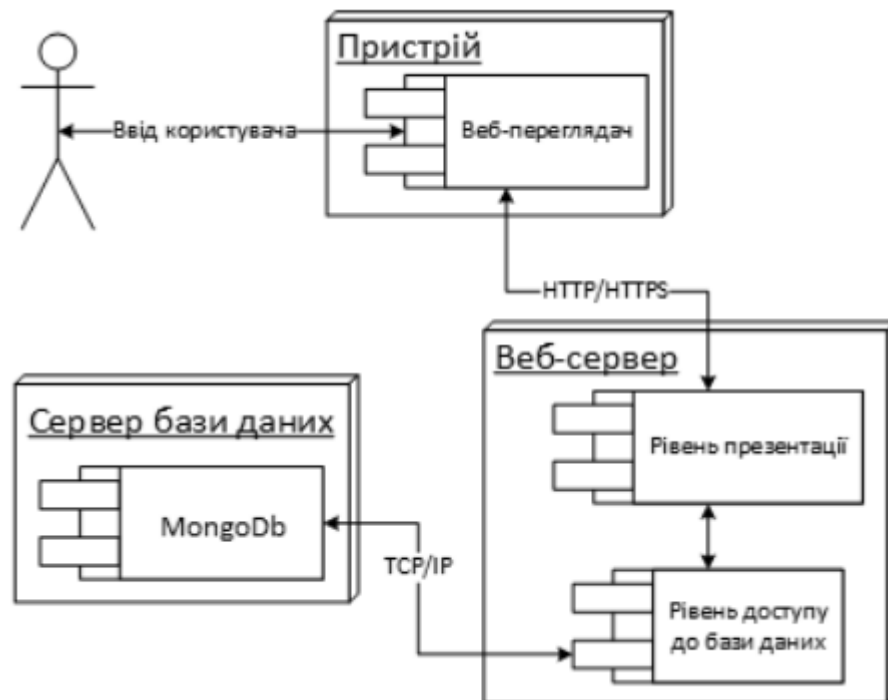 Пристрій
Веб-переглядач
Ввід користувача
HTTP/HTTPS
Веб-сервер
Рівень презентації
Сервер бази даних
MongoDb
TCP/IP
Рівень доступу
до бази даних